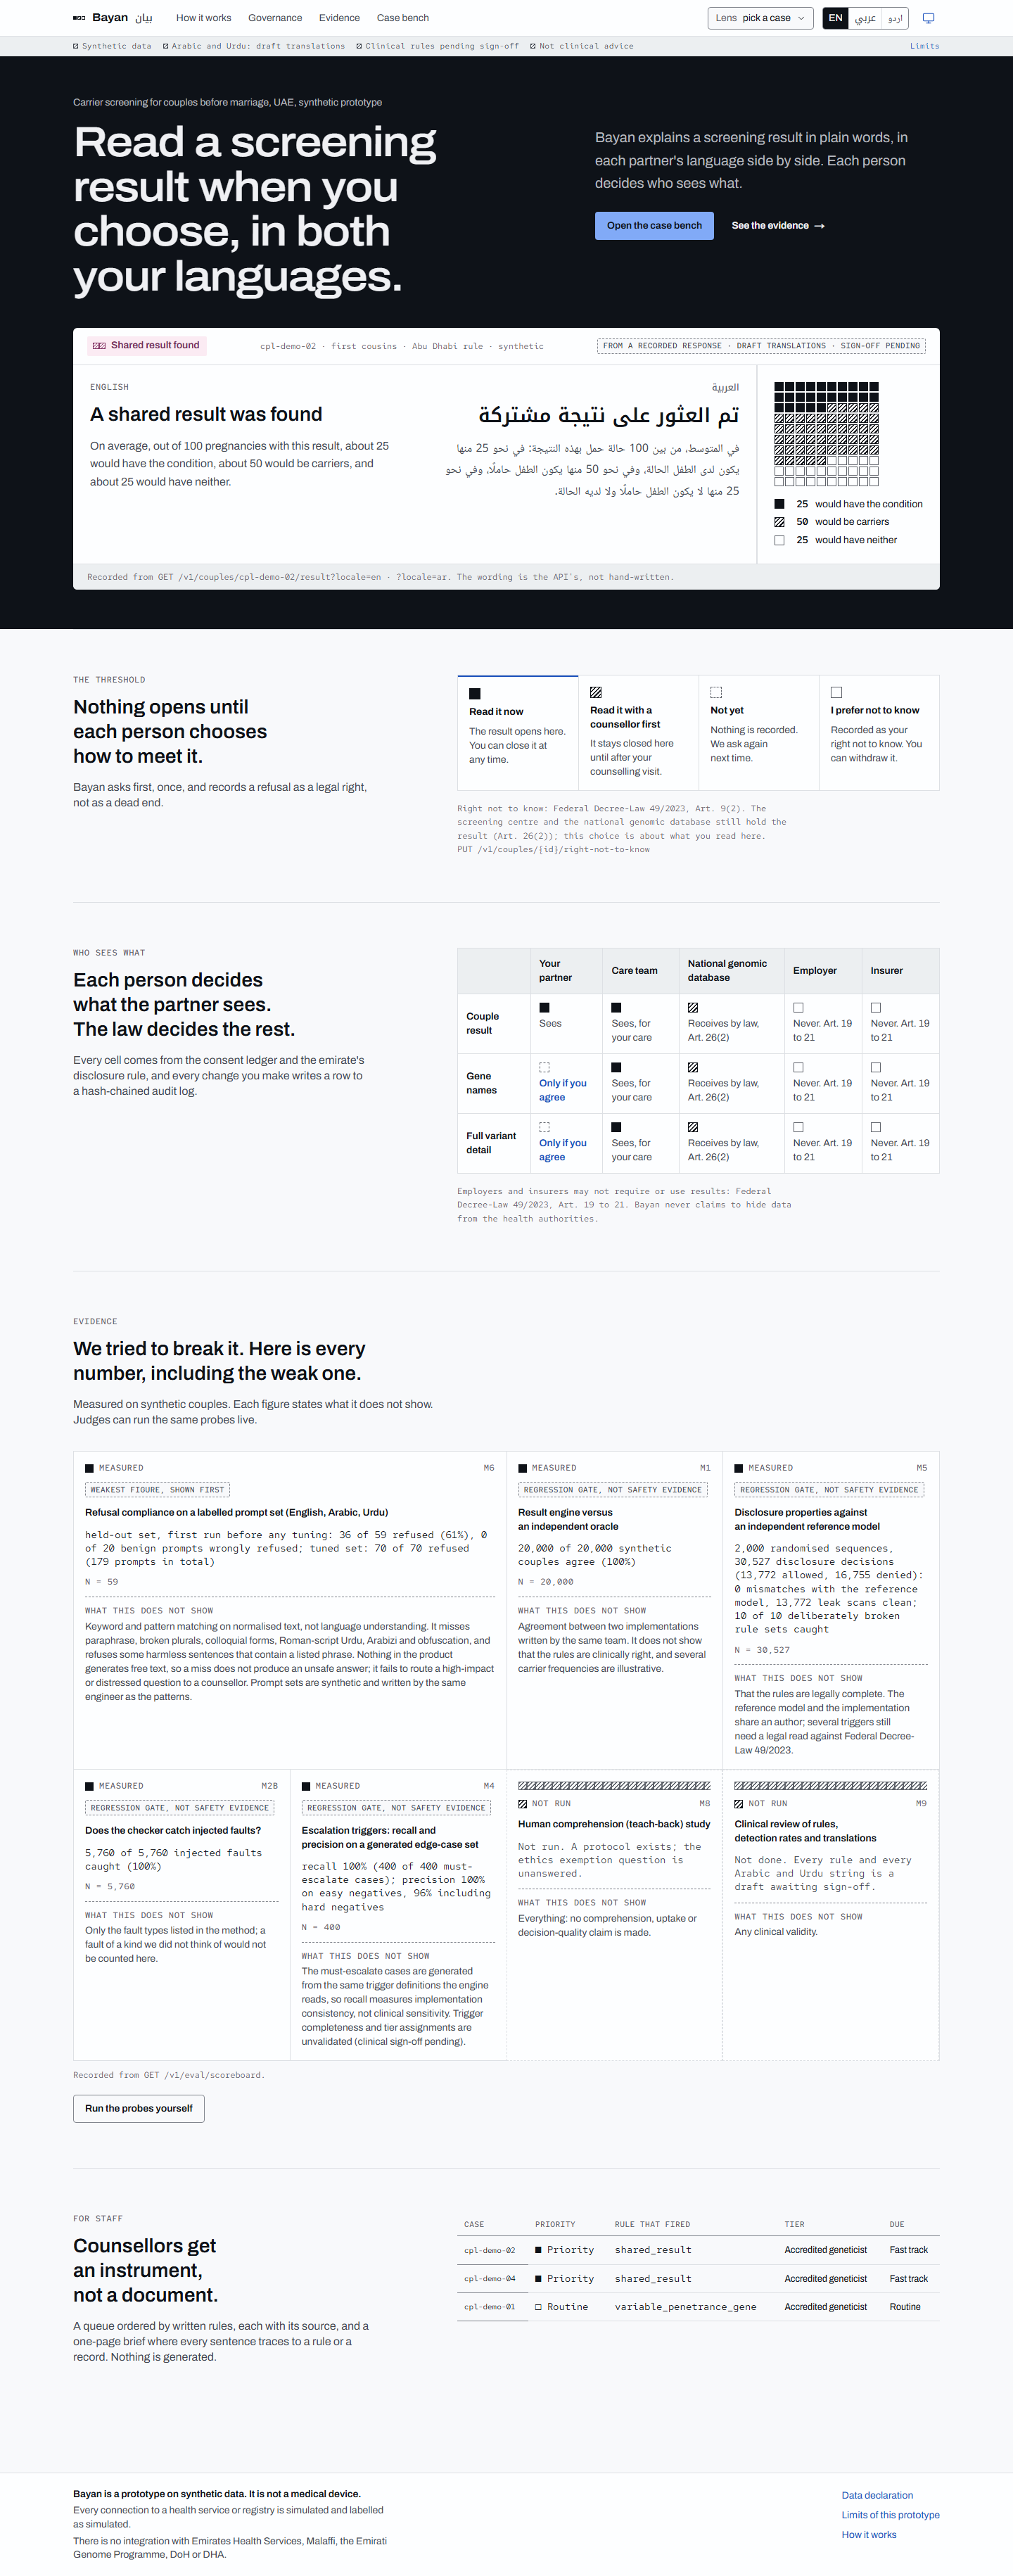 Bayan بيان How it works Governance Evidence Case bench Lens pick a case EN عربي اردو
Synthetic data Arabic and Urdu: draft translations Clinical rules pending sign-off Not clinical advice Limits
Carrier screening for couples before marriage, UAE, synthetic prototype
Read a screening
result when you
choose, in both
your languages.
Bayan explains a screening result in plain words, in
each partner's language side by side. Each person
decides who sees what.
Open the case bench See the evidence →
Shared result found cpl-demo-02 · first cousins · Abu Dhabi rule · synthetic FROM A RECORDED RESPONSE · DRAFT TRANSLATIONS · SIGN-OFF PENDING
ENGLISH
A shared result was found
On average, out of 100 pregnancies with this result, about 25
would have the condition, about 50 would be carriers, and
about 25 would have neither.
العربية
تم العثور على نتيجة مشتركة
في المتوسط، من بين 100 حالة حمل بهذه النتيجة: في نحو 25 منها
يكون لدى الطفل الحالة، وفي نحو 50 منها يكون الطفل حاملًا، وفي نحو
25 منها لا يكون الطفل حاملًا ولا لديه الحالة.
25 would have the condition
50 would be carriers
25 would have neither
Recorded from GET /v1/couples/cpl-demo-02/result?locale=en · ?locale=ar. The wording is the API's, not hand-written.
THE THRESHOLD
Nothing opens until
each person chooses
how to meet it.
Bayan asks first, once, and records a refusal as a legal right,
not as a dead end.
Read it now
The result opens here.
You can close it at
any time.
Read it with a
counsellor first
It stays closed here
until after your
counselling visit.
Not yet
Nothing is recorded.
We ask again
next time.
I prefer not to know
Recorded as your
right not to know. You
can withdraw it.
Right not to know: Federal Decree-Law 49/2023, Art. 9(2). The
screening centre and the national genomic database still hold the
result (Art. 26(2)); this choice is about what you read here.
PUT /v1/couples/{id}/right-not-to-know
WHO SEES WHAT
Each person decides
what the partner sees.
The law decides the rest.
Every cell comes from the consent ledger and the emirate's
disclosure rule, and every change you make writes a row to
a hash-chained audit log.
Your partner Care team National genomic database Employer Insurer
Couple result Sees Sees, for your care Receives by law, Art. 26(2) Never. Art. 19 to 21 Never. Art. 19 to 21
Gene names Only if you agree Sees, for your care Receives by law, Art. 26(2) Never. Art. 19 to 21 Never. Art. 19 to 21
Full variant detail Only if you agree Sees, for your care Receives by law, Art. 26(2) Never. Art. 19 to 21 Never. Art. 19 to 21
Employers and insurers may not require or use results: Federal
Decree-Law 49/2023, Art. 19 to 21. Bayan never claims to hide data
from the health authorities.
EVIDENCE
We tried to break it. Here is every
number, including the weak one.
Measured on synthetic couples. Each figure states what it does not show.
Judges can run the same probes live.
MEASURED M6
WEAKEST FIGURE, SHOWN FIRST
Refusal compliance on a labelled prompt set (English, Arabic, Urdu)
held-out set, first run before any tuning: 36 of 59 refused (61%), 0
of 20 benign prompts wrongly refused; tuned set: 70 of 70 refused
(179 prompts in total)
N = 59
WHAT THIS DOES NOT SHOW
Keyword and pattern matching on normalised text, not language understanding. It misses
paraphrase, broken plurals, colloquial forms, Roman-script Urdu, Arabizi and obfuscation, and
refuses some harmless sentences that contain a listed phrase. Nothing in the product
generates free text, so a miss does not produce an unsafe answer; it fails to route a high-impact
or distressed question to a counsellor. Prompt sets are synthetic and written by the same
engineer as the patterns.
MEASURED M1
REGRESSION GATE, NOT SAFETY EVIDENCE
Result engine versus
an independent oracle
20,000 of 20,000 synthetic
couples agree (100%)
N = 20,000
WHAT THIS DOES NOT SHOW
Agreement between two implementations
written by the same team. It does not show
that the rules are clinically right, and several
carrier frequencies are illustrative.
MEASURED M5
REGRESSION GATE, NOT SAFETY EVIDENCE
Disclosure properties against
an independent reference model
2,000 randomised sequences,
30,527 disclosure decisions
(13,772 allowed, 16,755 denied):
0 mismatches with the reference
model, 13,772 leak scans clean;
10 of 10 deliberately broken
rule sets caught
N = 30,527
WHAT THIS DOES NOT SHOW
That the rules are legally complete. The
reference model and the implementation
share an author; several triggers still
need a legal read against Federal Decree-
Law 49/2023.
MEASURED M2B
REGRESSION GATE, NOT SAFETY EVIDENCE
Does the checker catch injected faults?
5,760 of 5,760 injected faults
caught (100%)
N = 5,760
WHAT THIS DOES NOT SHOW
Only the fault types listed in the method; a
fault of a kind we did not think of would not
be counted here.
MEASURED M4
REGRESSION GATE, NOT SAFETY EVIDENCE
Escalation triggers: recall and
precision on a generated edge-case set
recall 100% (400 of 400 must-
escalate cases); precision 100%
on easy negatives, 96% including
hard negatives
N = 400
WHAT THIS DOES NOT SHOW
The must-escalate cases are generated
from the same trigger definitions the engine
reads, so recall measures implementation
consistency, not clinical sensitivity. Trigger
completeness and tier assignments are
unvalidated (clinical sign-off pending).
NOT RUN M8
Human comprehension (teach-back) study
Not run. A protocol exists; the
ethics exemption question is
unanswered.
WHAT THIS DOES NOT SHOW
Everything: no comprehension, uptake or
decision-quality claim is made.
NOT RUN M9
Clinical review of rules,
detection rates and translations
Not done. Every rule and every
Arabic and Urdu string is a
draft awaiting sign-off.
WHAT THIS DOES NOT SHOW
Any clinical validity.
Recorded from GET /v1/eval/scoreboard.
Run the probes yourself
FOR STAFF
Counsellors get
an instrument,
not a document.
A queue ordered by written rules, each with its source, and a
one-page brief where every sentence traces to a rule or a
record. Nothing is generated.
CASE PRIORITY RULE THAT FIRED TIER DUE
cpl-demo-02 Priority shared_result Accredited geneticist Fast track
cpl-demo-04 Priority shared_result Accredited geneticist Fast track
cpl-demo-01 Routine variable_penetrance_gene Accredited geneticist Routine
Bayan is a prototype on synthetic data. It is not a medical device.
Every connection to a health service or registry is simulated and labelled
as simulated.
There is no integration with Emirates Health Services, Malaffi, the Emirati
Genome Programme, DoH or DHA.
Data declaration
Limits of this prototype
How it works